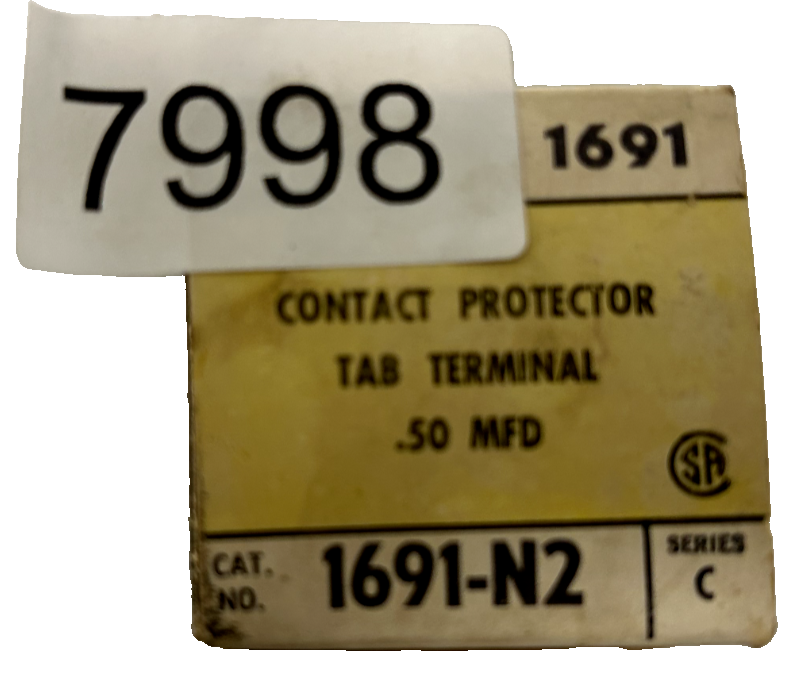 7998
1691
CONTACT PROTECTOR
TAB TERMINAL
.50 MFD
SA
CAT.
NO.
1691-N2
SERIES
C